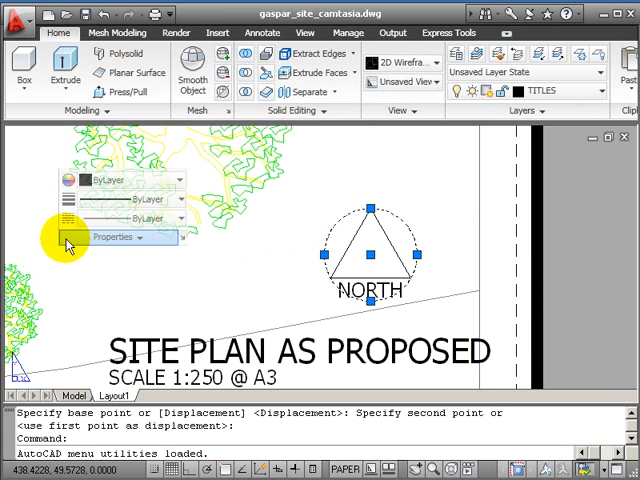 gaspar_site_camtasia.dwg
Home Mesh Modeling Render Insert Annotate View Manage Output Express Tools
Box Extrude Polysolid Smooth Object Extract Edges 2D Wirefra... Unsaved Layer State Paste
Planar Surface Extrude Faces Unsaved View
Press/Pull Separate TITLES
Modeling Mesh Solid Editing View Layers Clip
ByLayer
ByLayer
ByLayer
Properties
NORTH
SITE PLAN AS PROPOSED
SCALE 1:250 @ A3
Model Layout1
Specify base point or [Displacement] <Displacement>: Specify second point or
<use first point as displacement>:
Command:
AutoCAD menu utilities loaded.
438.4228, 49.5728, 0.0000 PAPER